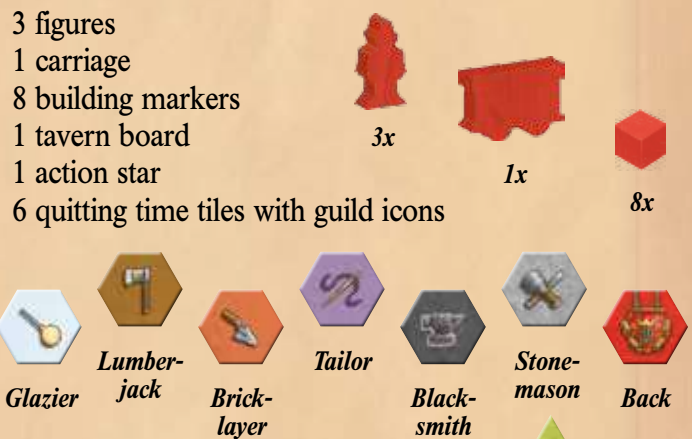 3 figures
1 carriage
8 building markers
1 tavern board
1 action star
6 quitting time tiles with guild icons
3x
1x
8x
Glazier
Lumber-
jack
Brick-
layer
Tailor
Black-
smith
Stone-
mason
Back